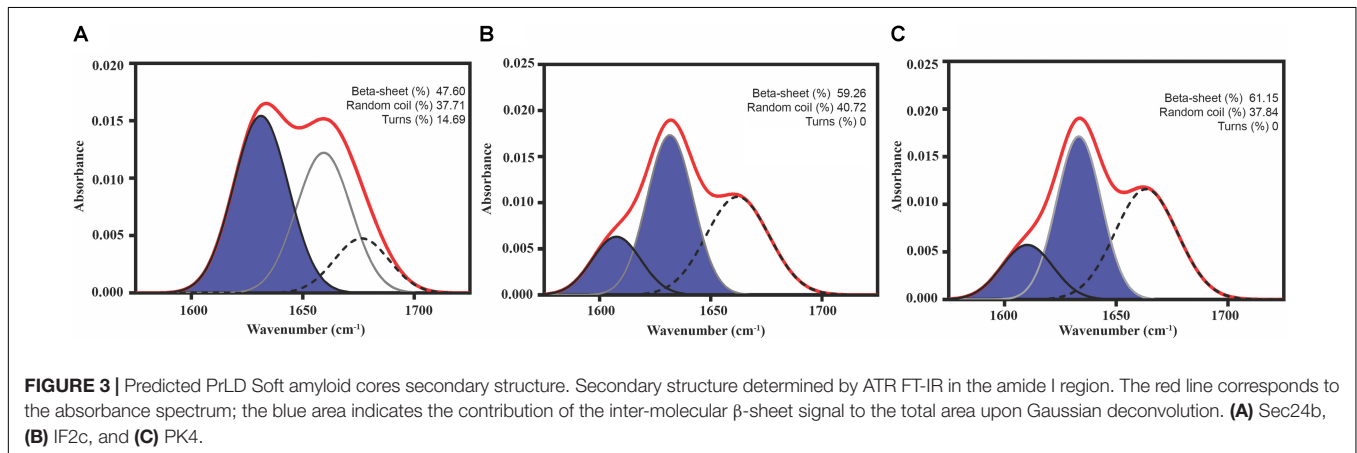 A
0.020
0.015
0.010
0.005
0.000
Absorbance
Beta-sheet (%) 47.60
Random coil (%) 37.71
Turns (%) 14.69
1600 1650 1700
Wavenumber (cm-1)
B
0.025
0.020
0.015
0.010
0.005
0.000
Absorbance
Beta-sheet (%) 59.26
Random coil (%) 40.72
Turns (%) 0
1600 1650 1700
Wavenumber (cm-1)
C
0.025
0.020
0.015
0.010
0.005
0.000
Absorbance
Beta-sheet (%) 61.15
Random coil (%) 37.84
Turns (%) 0
1600 1650 1700
Wavenumber (cm-1)
FIGURE 3 | Predicted PrLD Soft amyloid cores secondary structure. Secondary structure determined by ATR FT-IR in the amide I region. The red line corresponds to
the absorbance spectrum; the blue area indicates the contribution of the inter-molecular β-sheet signal to the total area upon Gaussian deconvolution. (A) Sec24b,
(B) IF2c, and (C) PK4.